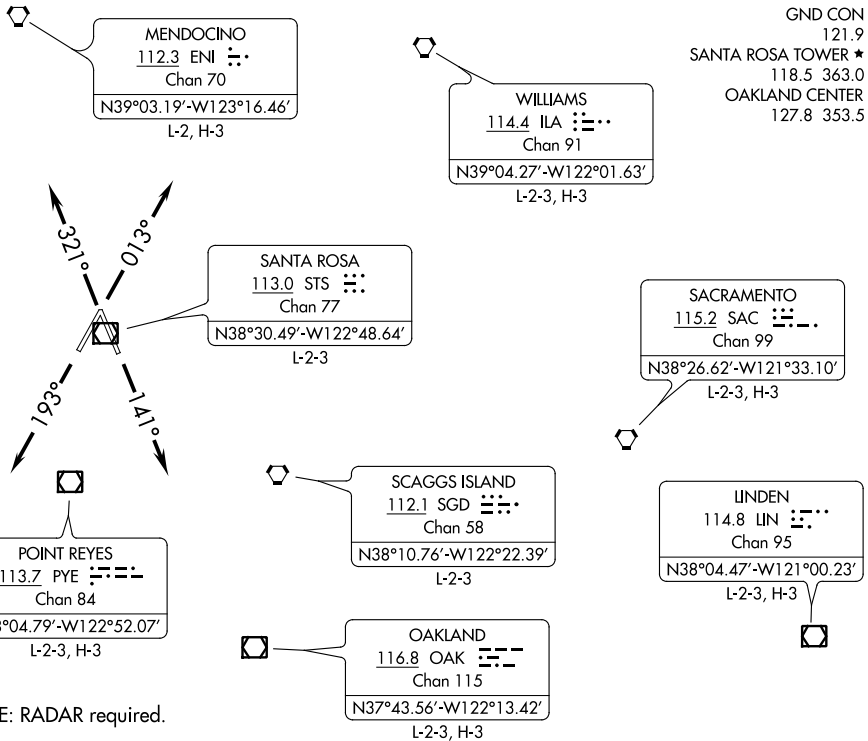 GND CON
121.9
SANTA ROSA TOWER ★
118.5 363.0
OAKLAND CENTER
127.8 353.5
MENDOCINO
112.3 ENI
Chan 70
N39°03.19′-W123°16.46′
L-2, H-3
WILLIAMS
114.4 ILA
Chan 91
N39°04.27′-W122°01.63′
L-2-3, H-3
321°
013°
SANTA ROSA
113.0 STS
Chan 77
N38°30.49′-W122°48.64′
L-2-3
SACRAMENTO
115.2 SAC
Chan 99
N38°26.62′-W121°33.10′
L-2-3, H-3
193°
141°
SCAGGS ISLAND
112.1 SGD
Chan 58
N38°10.76′-W122°22.39′
L-2-3
LINDEN
114.8 LIN
Chan 95
N38°04.47′-W121°00.23′
L-2-3, H-3
POINT REYES
113.7 PYE
Chan 84
°04.79′-W122°52.07′
L-2-3, H-3
OAKLAND
116.8 OAK
Chan 115
N37°43.56′-W122°13.42′
L-2-3, H-3
E: RADAR required.